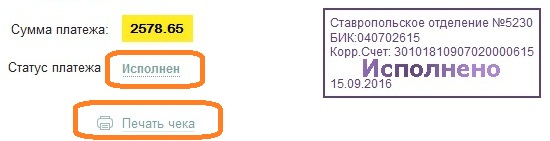 Сумма платежа: 2578.65
Статус платежа Исполнен
Печать чека
Ставропольское отделение №5230
БИК:040702615
Корр.Счет: 30101810907020000615
Исполнено
15.09.2016